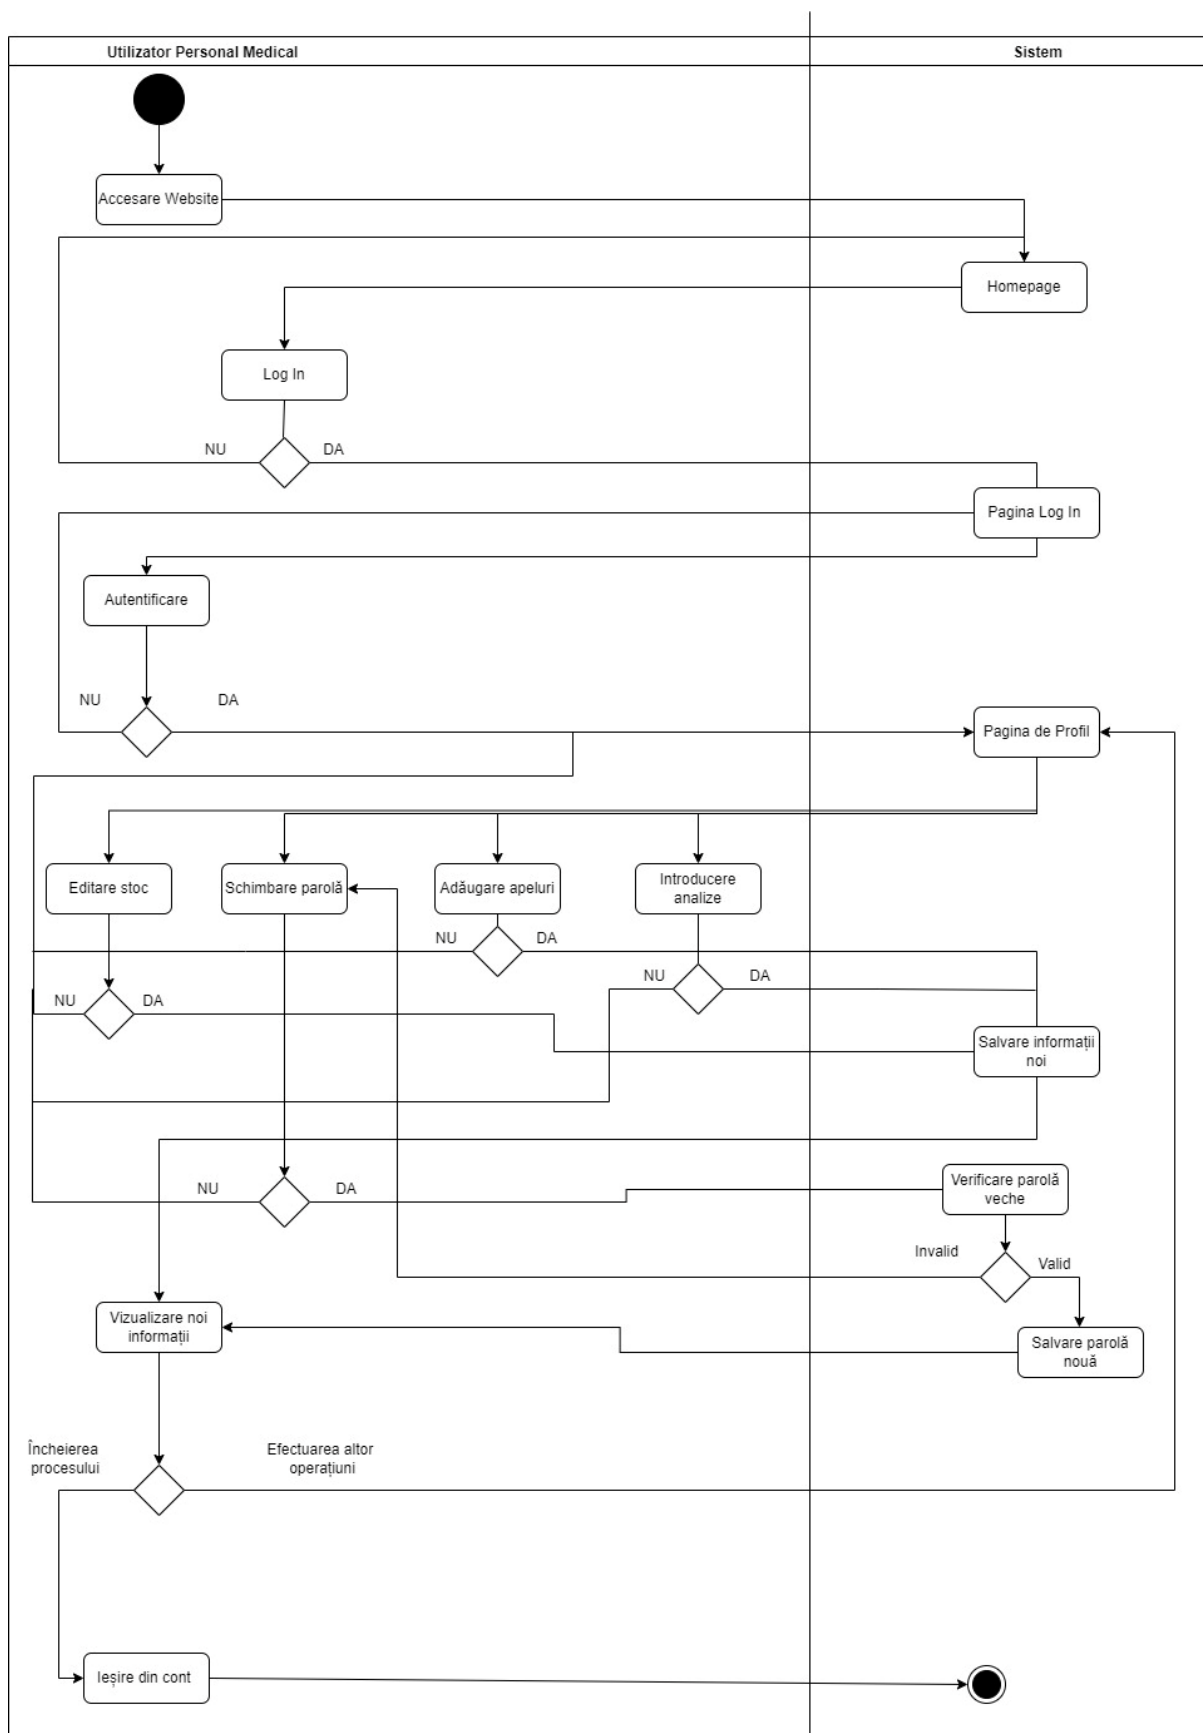 Utilizator Personal Medical
Sistem
Accesare Website
Homepage
Log In
NU
DA
Pagina Log In
Autentificare
NU
DA
Pagina de Profil
Editare stoc
Schimbare parolă
Adăugare apeluri
Introducere
analize
NU
DA
NU
DA
NU
DA
Salvare informații
noi
NU
DA
Verificare parolă
veche
Invalid
Valid
Vizualizare noi
informații
Salvare parolă
nouă
Încheierea
procesului
Efectuarea altor
operațiuni
Ieșire din cont